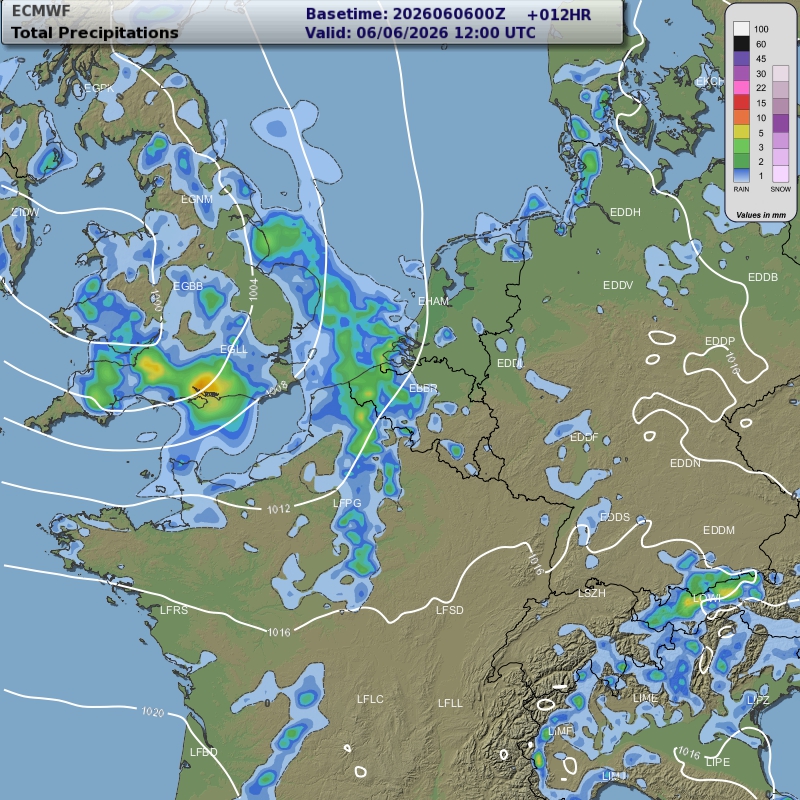 ECMWF
Basetime: 2026060600Z +012HR
Total Precipitations
Valid: 06/06/2026 12:00 UTC
100
60
45
30
22
15
10
5
3
2
1
RAIN
SNOW
Values in mm
EGPK
EKCH
EGNM
EIDW
EDDH
EGBB
1000
1004
EHAM
EDDV
EDDB
EGLL
EDDP
1016
EDDL
1008
EBBR
EDDF
EDDN
LFPG
1012
EDDS
EDDM
1016
LSZH
LOWI
LFRS
LFSD
1016
LFLC
LFLL
LIME
LIPZ
1020
LIMF
LFBD
1016
LIPE